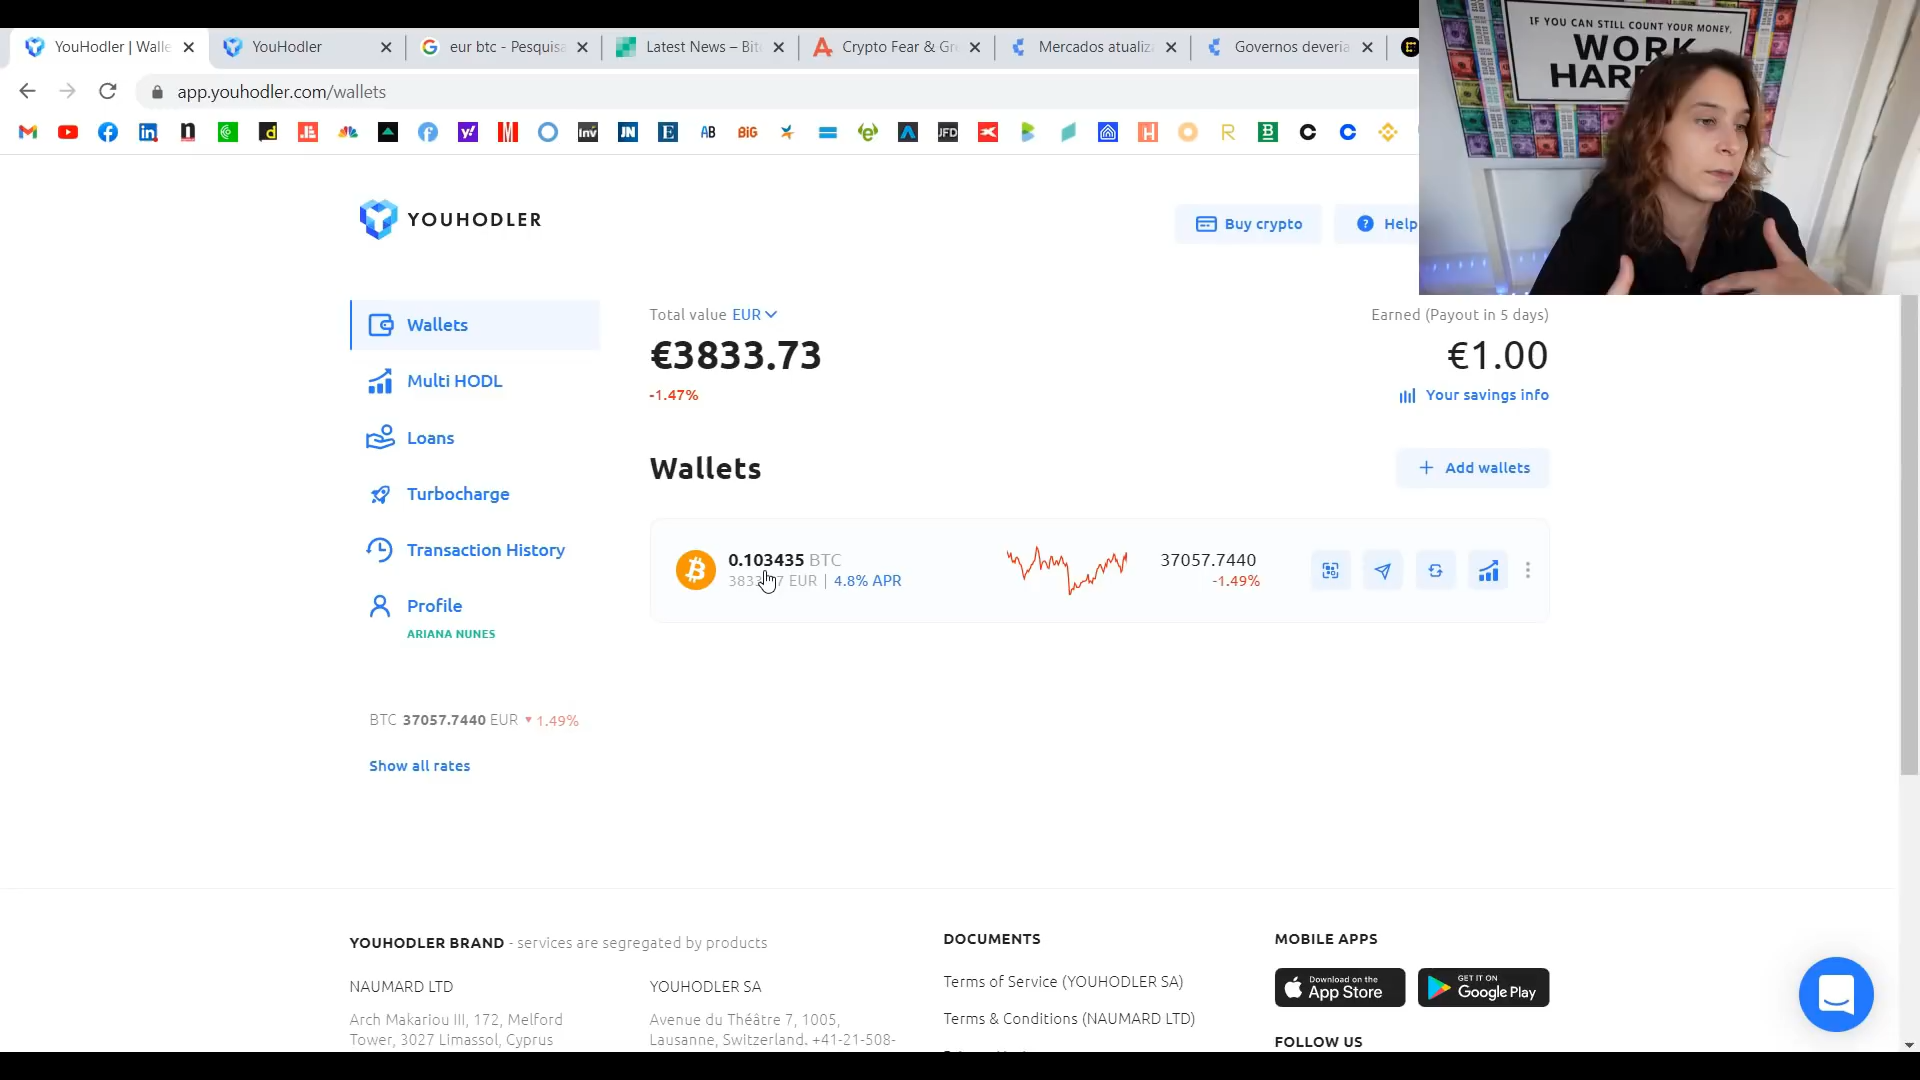 YouHodler | Walle
YouHodler
eur btc - Pesquisa
Latest News – Bit
Crypto Fear & Gr
Mercados atualiz
Governos deveria
app.youhodler.com/wallets
IF YOU CAN STILL COUNT YOUR MONEY,
WORK
HAR
YOUHODLER
Buy crypto
Help
Wallets
Multi HODL
Loans
Turbocharge
Transaction History
Profile
ARIANA NUNES
BTC 37057.7440 EUR ▼ 1.49%
Show all rates
Total value EUR
€3833.73
-1.47%
Earned (Payout in 5 days)
€1.00
Your savings info
Wallets
+ Add wallets
0.103435 BTC
EUR | 4.8% APR
37057.7440
-1.49%
YOUHODLER BRAND - services are segregated by products
NAUMARD LTD
Arch Makariou III, 172, Melford
Tower, 3027 Limassol, Cyprus
YOUHODLER SA
Avenue du Théâtre 7, 1005,
Lausanne, Switzerland. +41-21-508-
DOCUMENTS
Terms of Service (YOUHODLER SA)
Terms & Conditions (NAUMARD LTD)
MOBILE APPS
Download on the
App Store
GET IT ON
Google Play
FOLLOW US